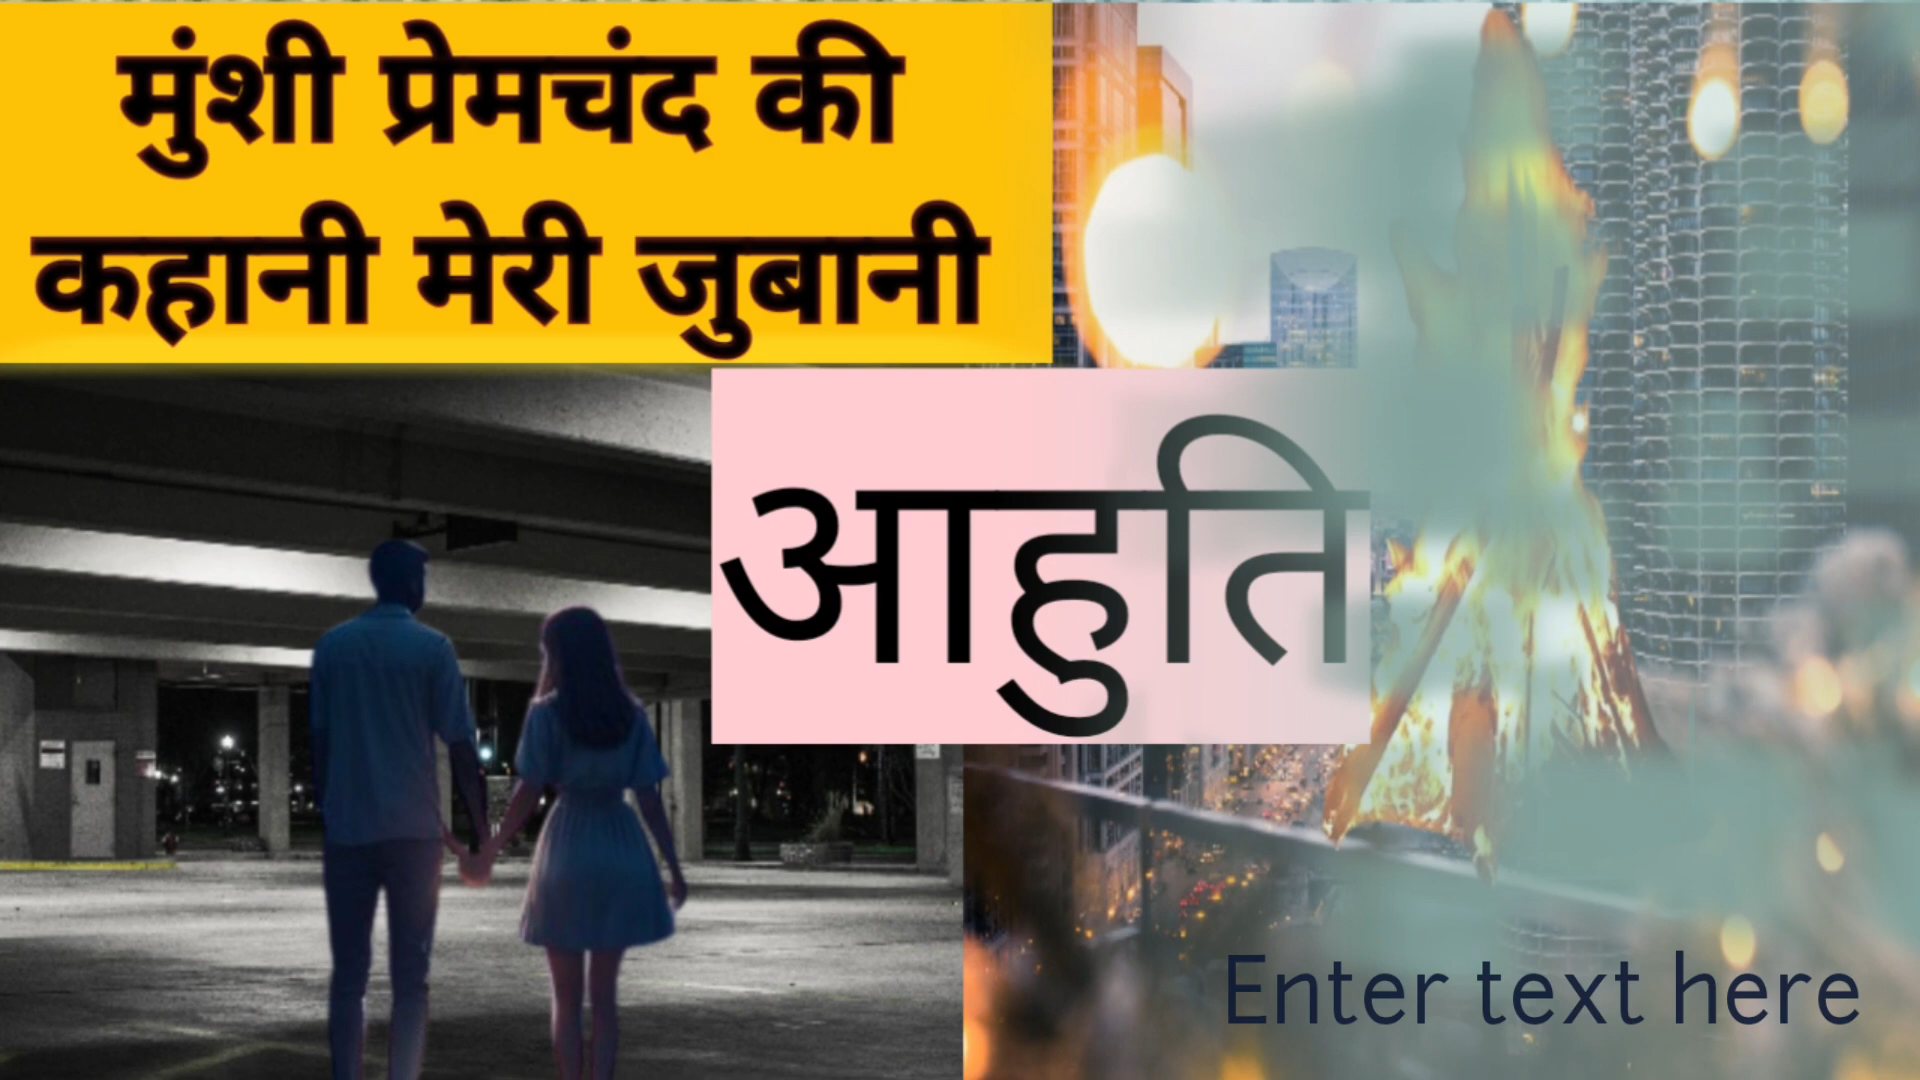 मुंशी प्रेमचंद की
कहानी मेरी जुबानी
आहुति
Enter text here